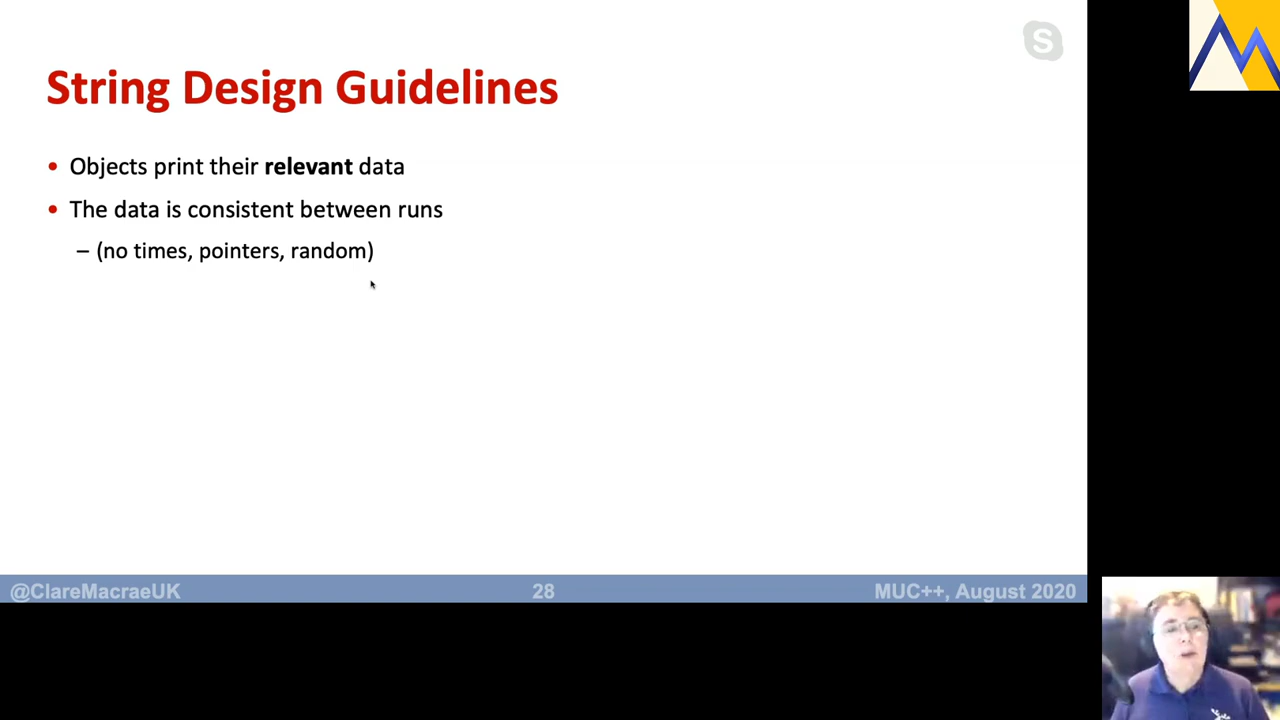 String Design Guidelines
• Objects print their relevant data
• The data is consistent between runs
– (no times, pointers, random)
@ClareMacraeUK 28 MUC++, August 2020